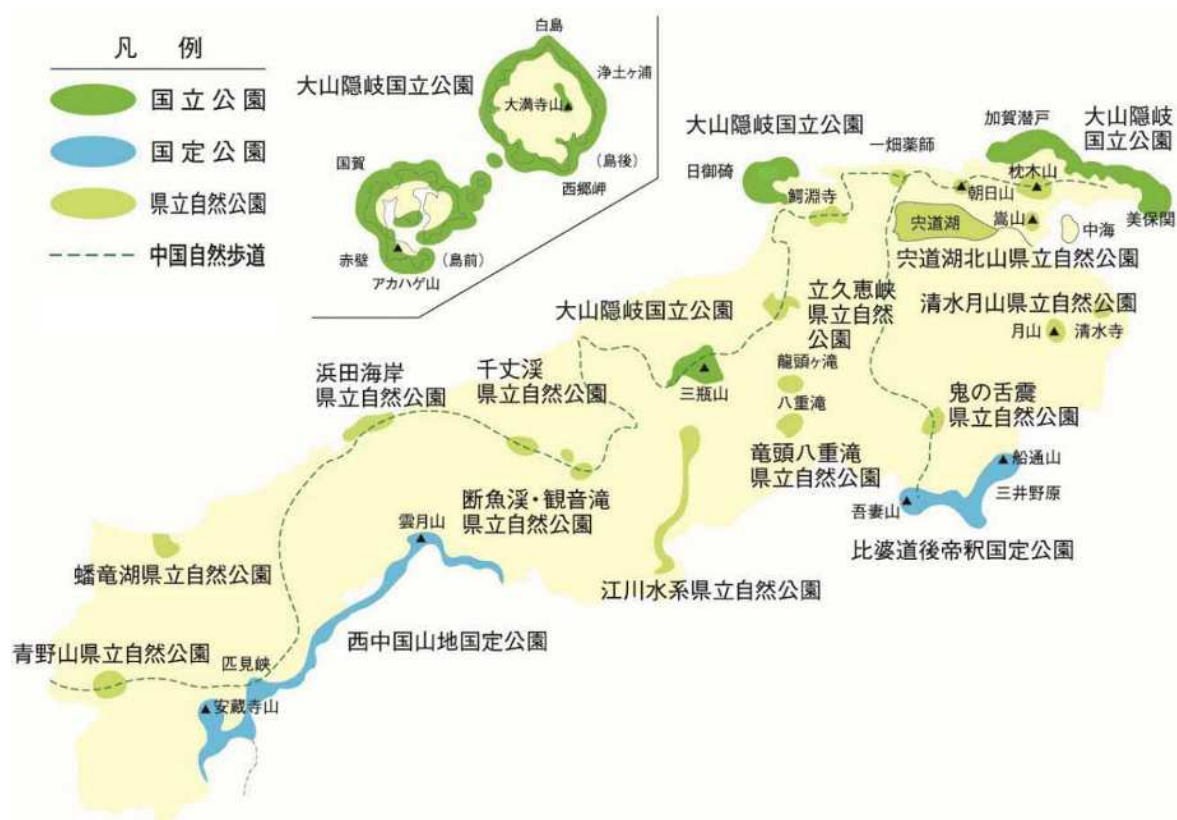 凡 例
国立公園
国定公園
県立自然公園
中国自然歩道
大山隠岐国立公園
白島
浄土ヶ浦
大満寺山
(島後)
西郷岬
国賀
赤壁
(島前)
アカハゲ山
大山隠岐国立公園
日御碕
一畑薬師
加賀潜戸
大山隠岐
国立公園
鰐淵寺
朝日山
枕木山
美保関
宍道湖
嵩山
中海
宍道湖北山県立自然公園
立久恵峡
県立自然
公園
清水月山県立自然公園
月山
清水寺
大山隠岐国立公園
三瓶山
龍頭ヶ滝
八重滝
竜頭八重滝
県立自然公園
鬼の舌震
県立自然公園
船通山
三井野原
吾妻山
比婆道後帝釈国定公園
浜田海岸
県立自然公園
千丈渓
県立自然公園
断魚渓・観音滝
県立自然公園
雲月山
江川水系県立自然公園
蟠竜湖県立自然公園
西中国山地国定公園
青野山県立自然公園
匹見峡
安蔵寺山